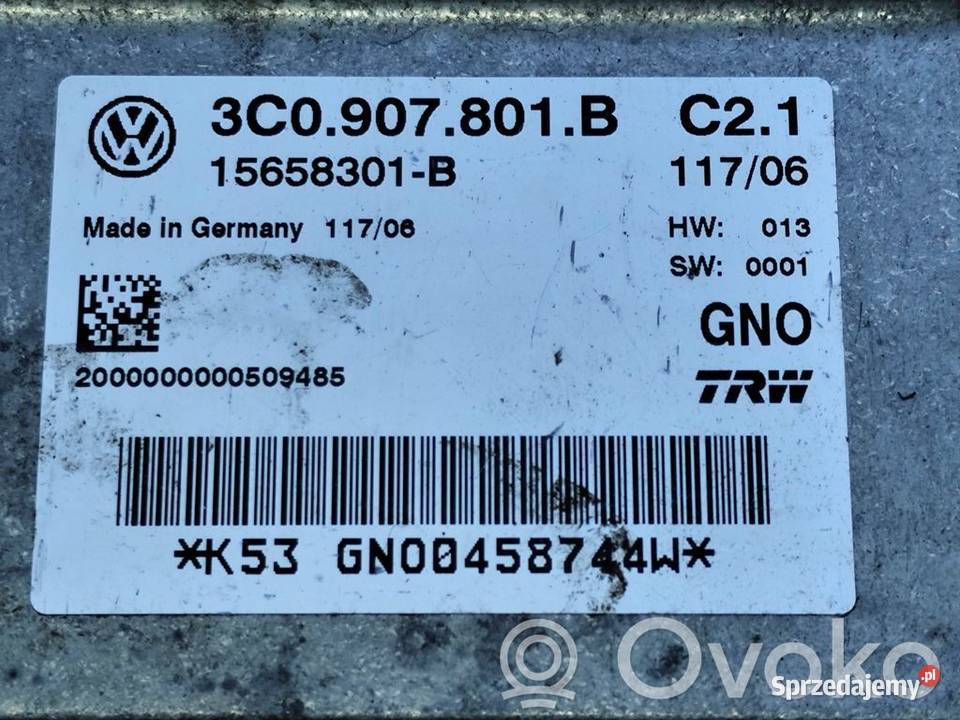 3C0.907.801.B C2.1
15658301-B 117/06
Made in Germany 117/06 HW: 013
SW: 0001
GNO
2000000000509485 TRW
*K53 GNO0458744W*
Ovoko
Sprzedajemy.pl